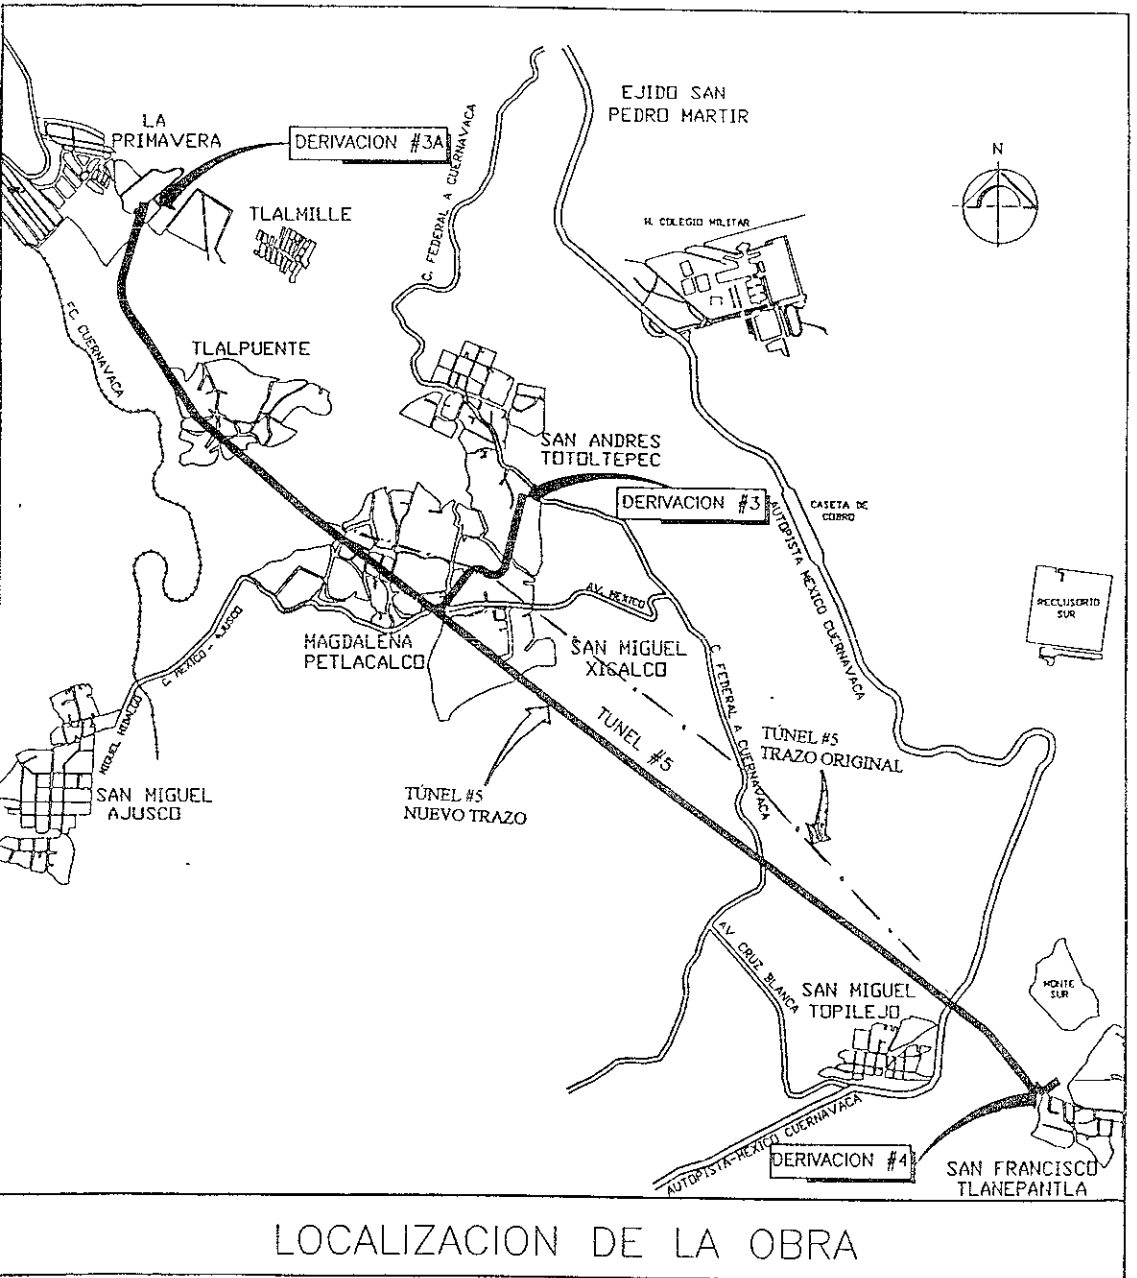 EJIDO SAN
PEDRO MARTIR
LA
PRIMAVERA
DERIVACION #3A
C. FEDERAL A CUERNAVACA
N
TLALMILLE
H. COLEGIO MILITAR
FC. CUERNAVACA
TLALPUENTE
SAN ANDRES
TOTOLTEPEC
DERIVACION #3
CASETA DE
COBRO
AUTOPISTA MEXICO CUERNAVACA
AV. MEXICO
RECLUSORIO
SUR
MAGDALENA
PETLACALCO
C. MEXICO - AJUSCO
SAN MIGUEL
XICALCO
C. FEDERAL A CUERNAVACA
MIGUEL HIDALGO
TUNEL #5
TÚNEL #5
TRAZO ORIGINAL
SAN MIGUEL
AJUSCO
TÚNEL #5
NUEVO TRAZO
AV. CRUZ BLANCA
SAN MIGUEL
TOPILEJO
MONTE
SUR
AUTOPISTA-MEXICO CUERNAVACA
DERIVACION #4
SAN FRANCISCO
TLANEPANTLA
LOCALIZACION DE LA OBRA